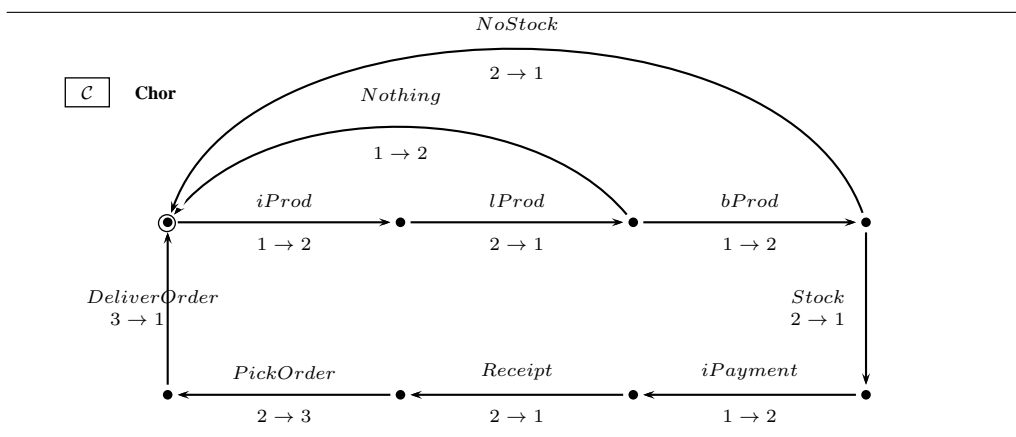 NoStock
2 → 1
C Chor
Nothing
1 → 2
iProd lProd bProd
1 → 2 2 → 1 1 → 2
DeliverOrder Stock
3 → 1 2 → 1
PickOrder Receipt iPayment
2 → 3 2 → 1 1 → 2